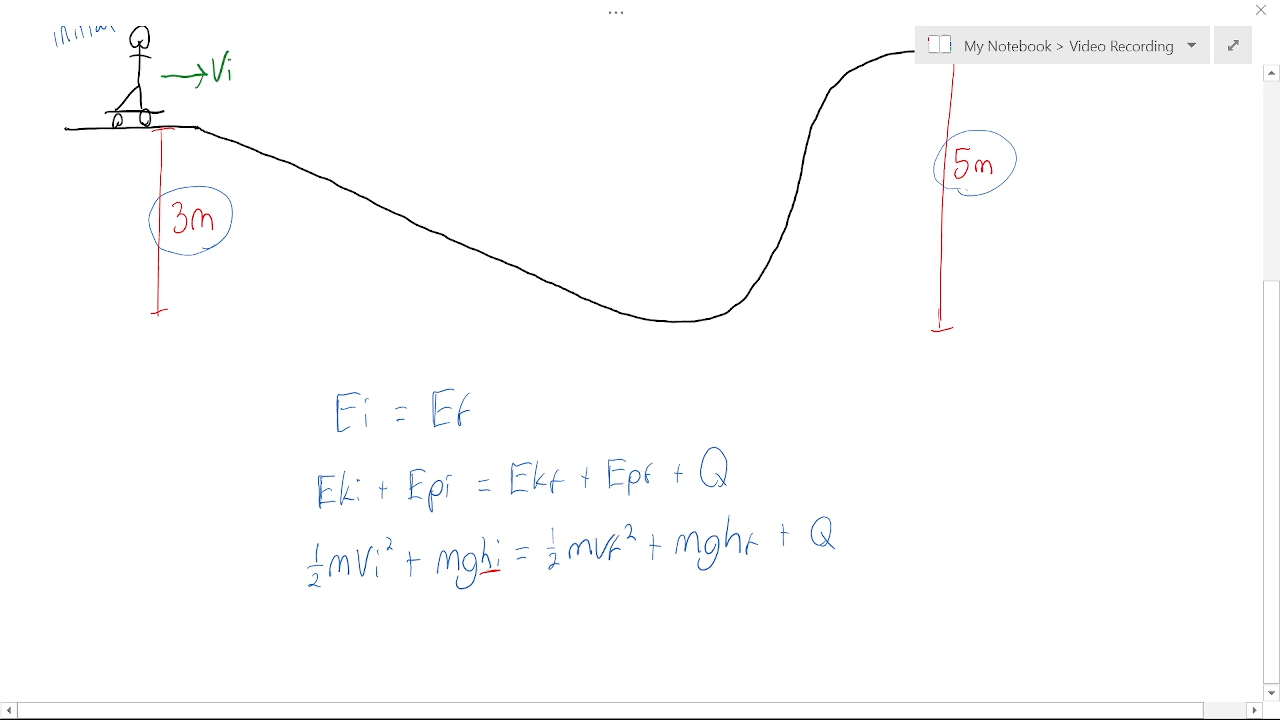 My Notebook > Video Recording
Vi
5m
3m
Ei = Ef
Eki + Epi = Ekf + Epf + Q
½mVi² + mghi = ½mVf² + mghf + Q